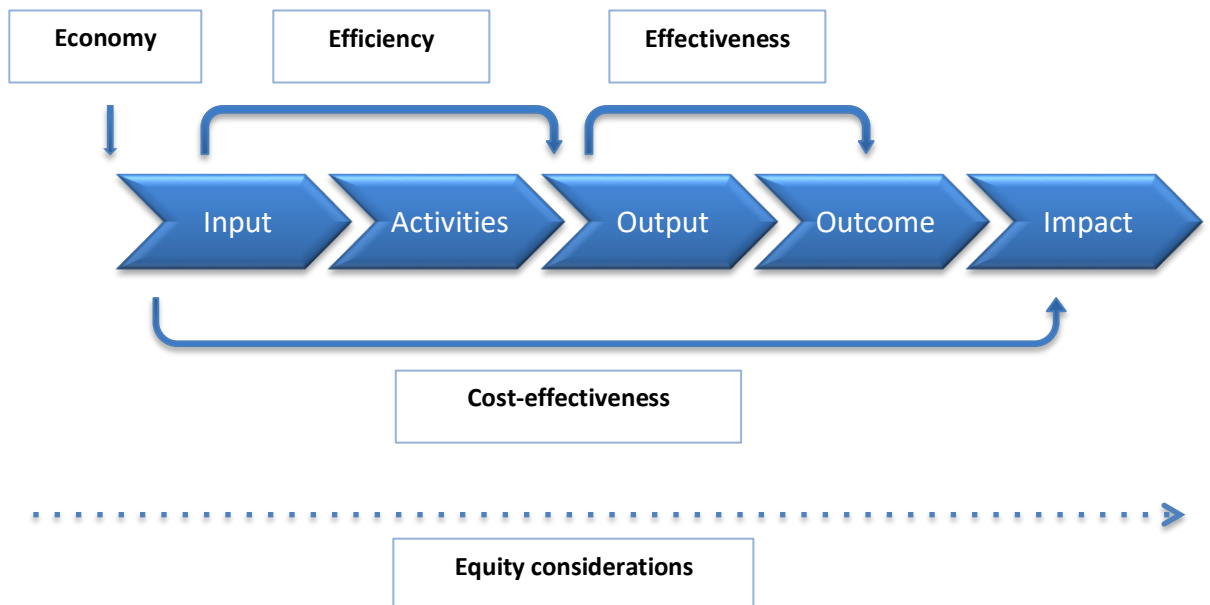 Economy
Efficiency
Effectiveness
Input
Activities
Output
Outcome
Impact
Cost-effectiveness
Equity considerations